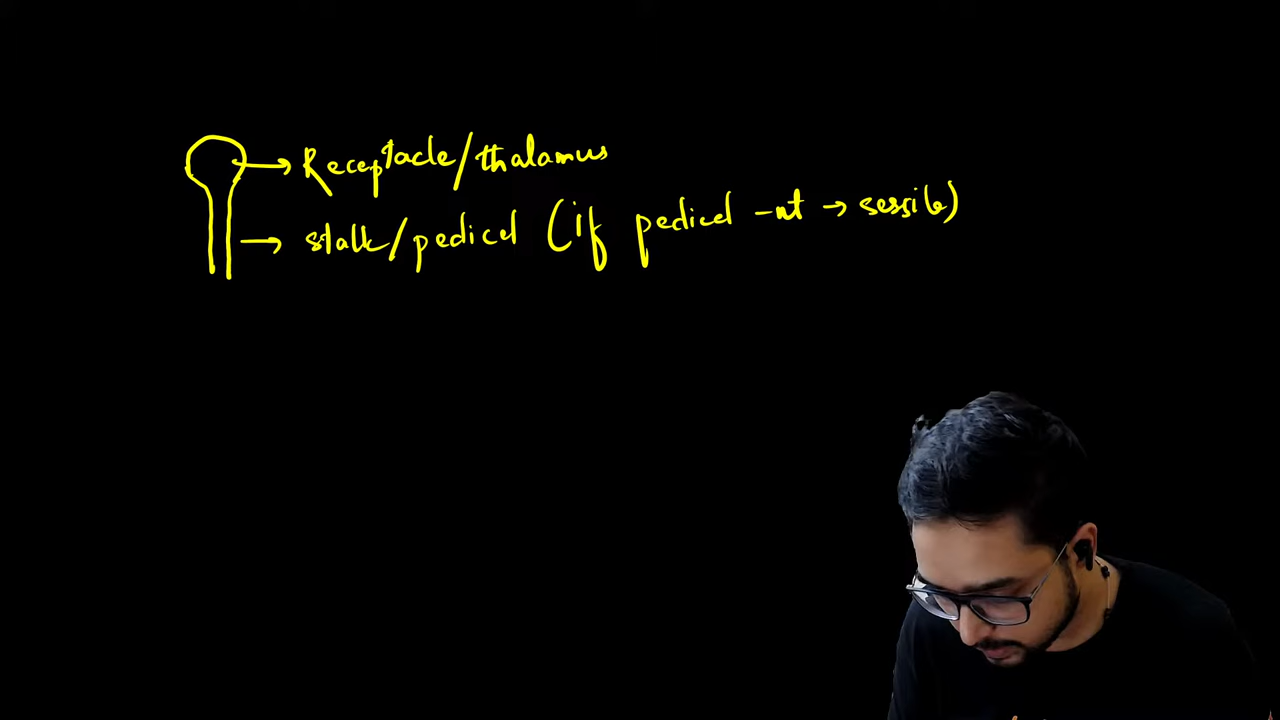 Receptacle/thalamus
stalk/pedicel (if pedicel -nt → sessile)